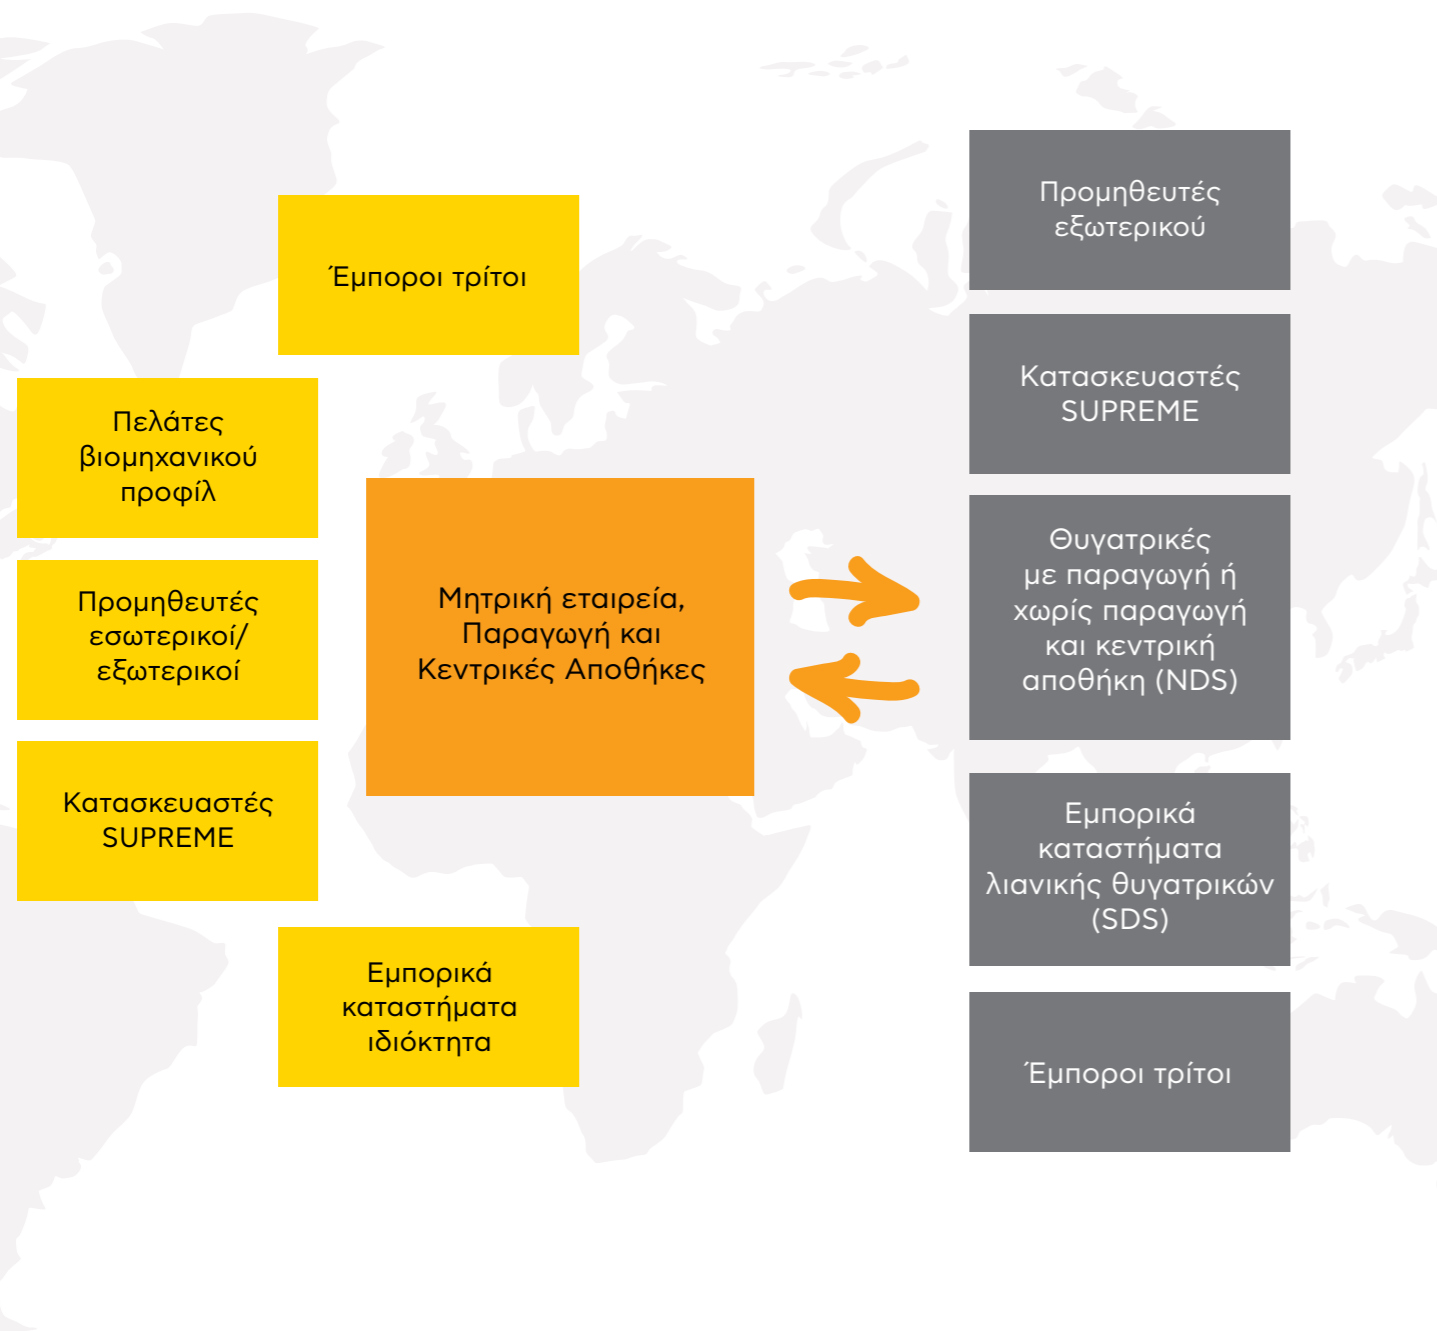 Έμποροι τρίτοι
Πελάτες
βιομηχανικού
προφίλ
Προμηθευτές
εσωτερικοί/
εξωτερικοί
Κατασκευαστές
SUPREME
Εμπορικά
καταστήματα
ιδιόκτητα
Μητρική εταιρεία,
Παραγωγή και
Κεντρικές Αποθήκες
Προμηθευτές
εξωτερικού
Κατασκευαστές
SUPREME
Θυγατρικές
με παραγωγή ή
χωρίς παραγωγή
και κεντρική
αποθήκη (NDS)
Εμπορικά
καταστήματα
λιανικής θυγατρικών
(SDS)
Έμποροι τρίτοι